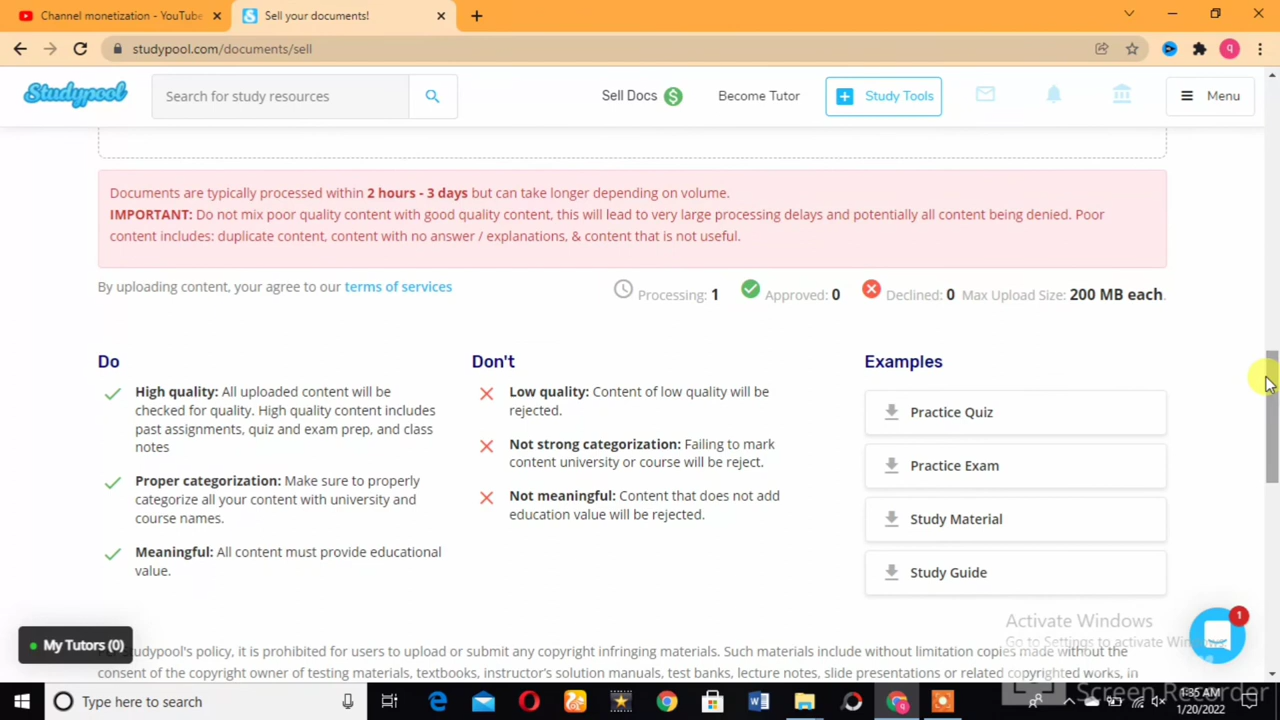 Channel monetization - YouTube
Sell your documents!
studypool.com/documents/sell
q
Studypool
Search for study resources
Sell Docs
Become Tutor
Study Tools
Menu
Documents are typically processed within 2 hours - 3 days but can take longer depending on volume.
IMPORTANT: Do not mix poor quality content with good quality content, this will lead to very large processing delays and potentially all content being denied. Poor
content includes: duplicate content, content with no answer / explanations, & content that is not useful.
By uploading content, your agree to our terms of services
Processing: 1
Approved: 0
Declined: 0
Max Upload Size: 200 MB each.
Do
High quality: All uploaded content will be
checked for quality. High quality content includes
past assignments, quiz and exam prep, and class
notes
Proper categorization: Make sure to properly
categorize all your content with university and
course names.
Meaningful: All content must provide educational
value.
Don't
Low quality: Content of low quality will be
rejected.
Not strong categorization: Failing to mark
content university or course will be reject.
Not meaningful: Content that does not add
education value will be rejected.
Examples
Practice Quiz
Practice Exam
Study Material
Study Guide
Activate Windows
Go to Settings to activate Windows.
1
My Tutors (0)
tudypool's policy, it is prohibited for users to upload or submit any copyright infringing materials. Such materials include without limitation copies made without the
consent of the copyright owner of testing materials, textbooks, instructor's solution manuals, test banks, lecture notes, slide presentations or related copyrighted works, in
Type here to search
1:35 AM
1/20/2022
Screen Recorder